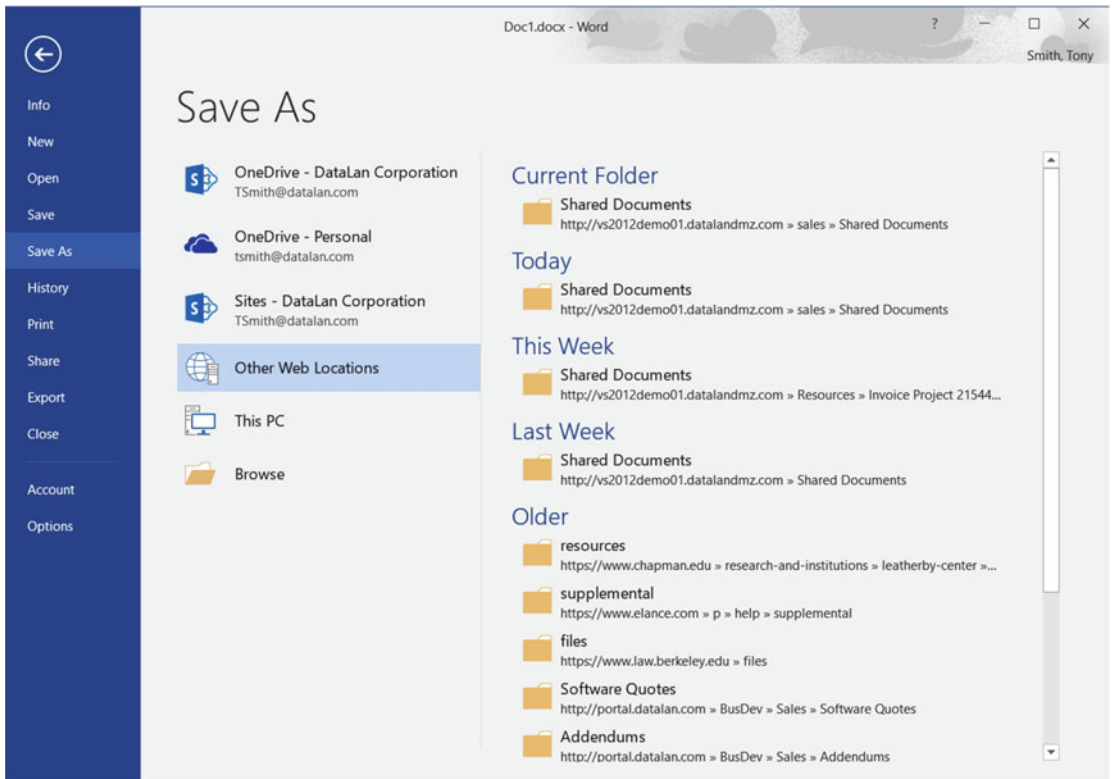 Doc1.docx - Word
?
Smith, Tony
Info
New
Open
Save
Save As
History
Print
Share
Export
Close
Account
Options
Save As
OneDrive - DataLan Corporation
TSmith@datalan.com
OneDrive - Personal
tsmith@datalan.com
Sites - DataLan Corporation
TSmith@datalan.com
Other Web Locations
This PC
Browse
Current Folder
Shared Documents
http://vs2012demo01.datalandmz.com » sales » Shared Documents
Today
Shared Documents
http://vs2012demo01.datalandmz.com » sales » Shared Documents
This Week
Shared Documents
http://vs2012demo01.datalandmz.com » Resources » Invoice Project 21544...
Last Week
Shared Documents
http://vs2012demo01.datalandmz.com » Shared Documents
Older
resources
https://www.chapman.edu » research-and-institutions » leatherby-center »...
supplemental
https://www.elance.com » p » help » supplemental
files
https://www.law.berkeley.edu » files
Software Quotes
http://portal.datalan.com » BusDev » Sales » Software Quotes
Addendums
http://portal.datalan.com » BusDev » Sales » Addendums